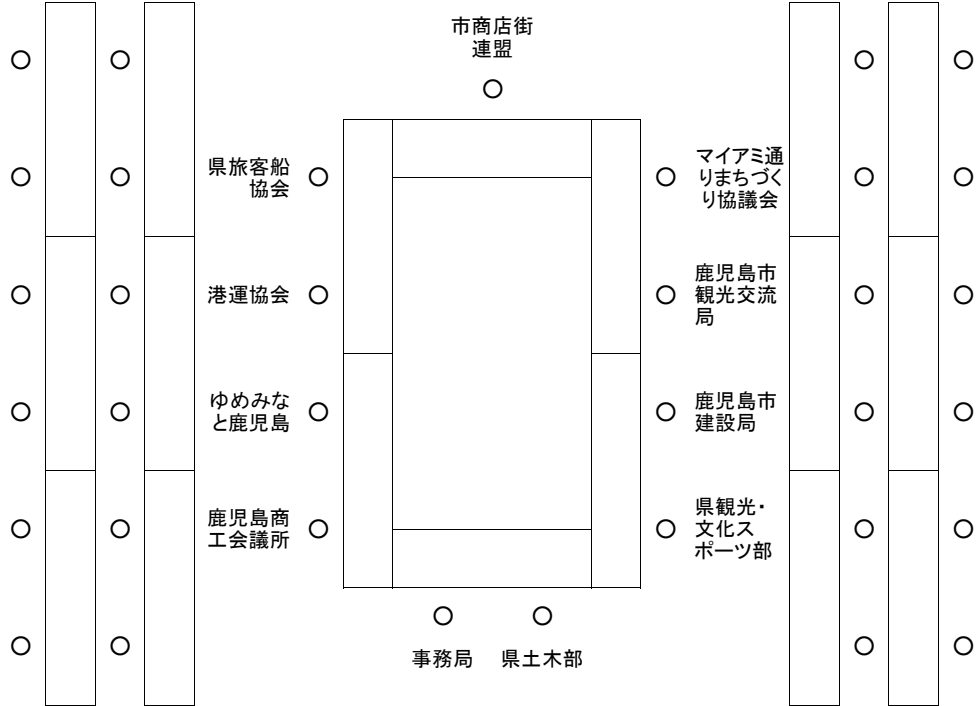 市商店街
連盟
県旅客船
協会
マイアミ通
りまちづく
り協議会
港運協会
鹿児島市
観光交流
局
ゆめみな
と鹿児島
鹿児島市
建設局
鹿児島商
工会議所
県観光・
文化ス
ポーツ部
事務局
県土木部